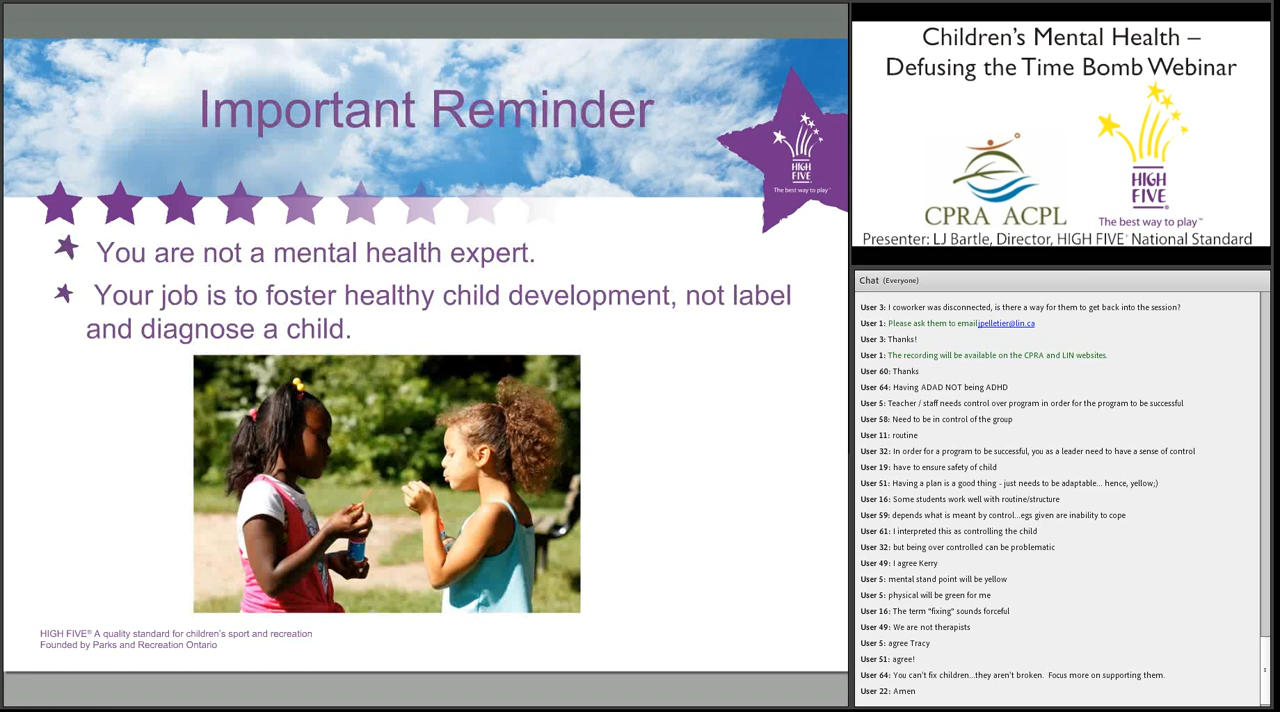 Important Reminder
HIGH
FIVE
The best way to play™
You are not a mental health expert.
Your job is to foster healthy child development, not label
and diagnose a child.
HIGH FIVE® A quality standard for children's sport and recreation
Founded by Parks and Recreation Ontario
Children's Mental Health –
Defusing the Time Bomb Webinar
CPRA ACPL
HIGH
FIVE®
The best way to play™
Presenter: LJ Bartle, Director, HIGH FIVE® National Standard
Chat (Everyone)
User 3: I coworker was disconnected, is there a way for them to get back into the session?
User 1: Please ask them to email jpelletier@lin.ca
User 3: Thanks!
User 1: The recording will be available on the CPRA and LIN websites.
User 60: Thanks
User 64: Having ADAD NOT being ADHD
User 5: Teacher / staff needs control over program in order for the program to be successful
User 58: Need to be in control of the group
User 11: routine
User 32: In order for a program to be successful, you as a leader need to have a sense of control
User 19: have to ensure safety of child
User 51: Having a plan is a good thing - just needs to be adaptable... hence, yellow;)
User 16: Some students work well with routine/structure
User 59: depends what is meant by control...egs given are inability to cope
User 61: I interpreted this as controlling the child
User 32: but being over controlled can be problematic
User 49: I agree Kerry
User 5: mental stand point will be yellow
User 5: physical will be green for me
User 16: The term "fixing" sounds forceful
User 49: We are not therapists
User 5: agree Tracy
User 51: agree!
User 64: You can't fix children...they aren't broken. Focus more on supporting them.
User 22: Amen